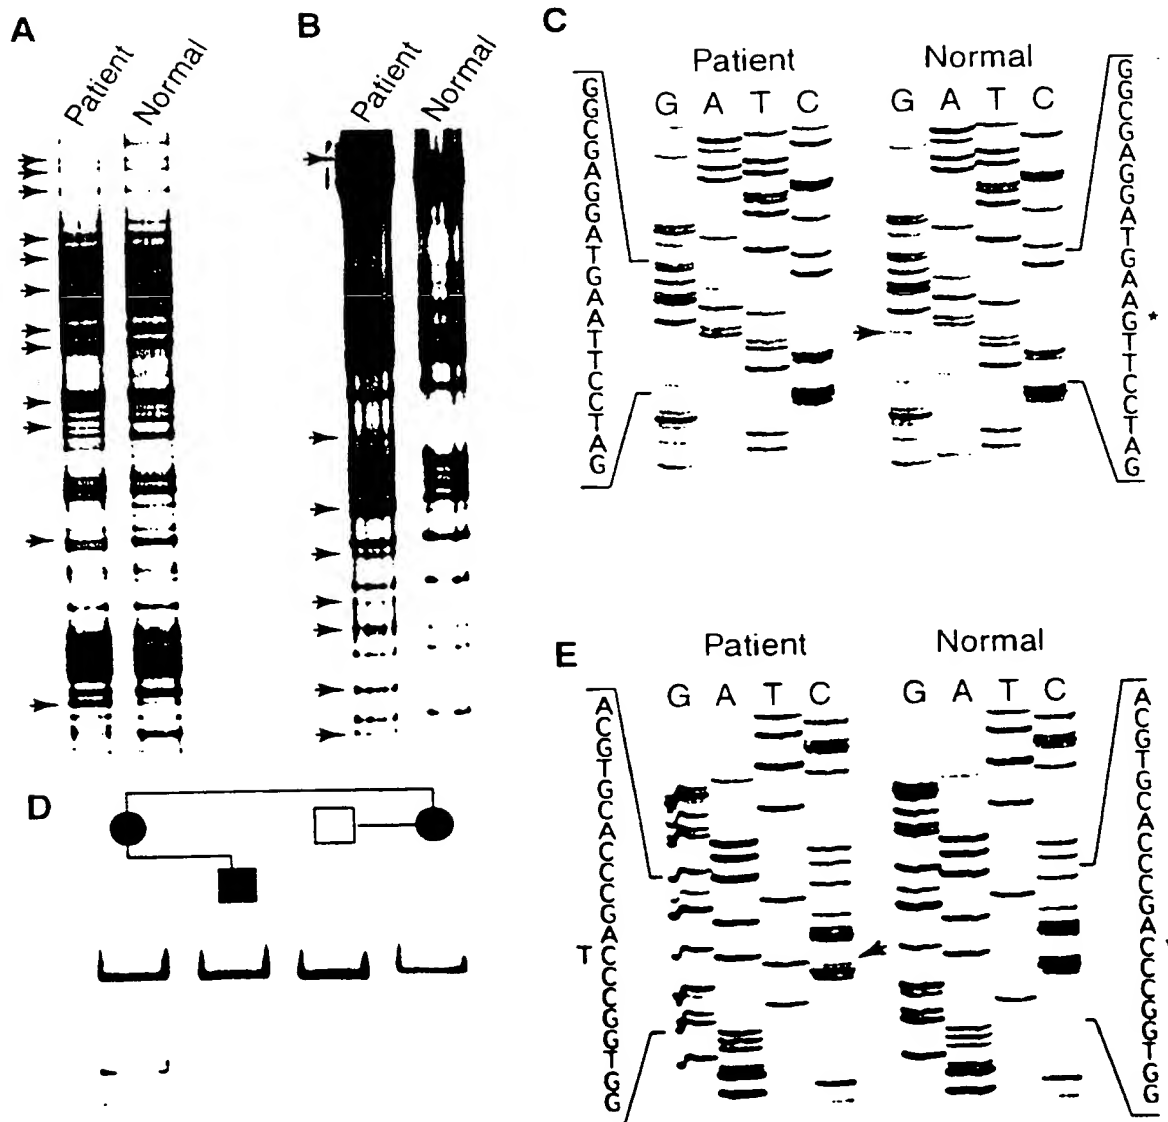 A
Patient
Normal
B
Patient
Normal
C
Patient
G A T C
GGCGAGGATGAATTCCTAG
Normal
G A T C
GGCGAGGATGAAGTTCCTAG
*
D
E
Patient
G A T C
ACGTGCACCCGACCCGGTGG
T
Normal
G A T C
ACGTGCACCCGACCCGGTGG